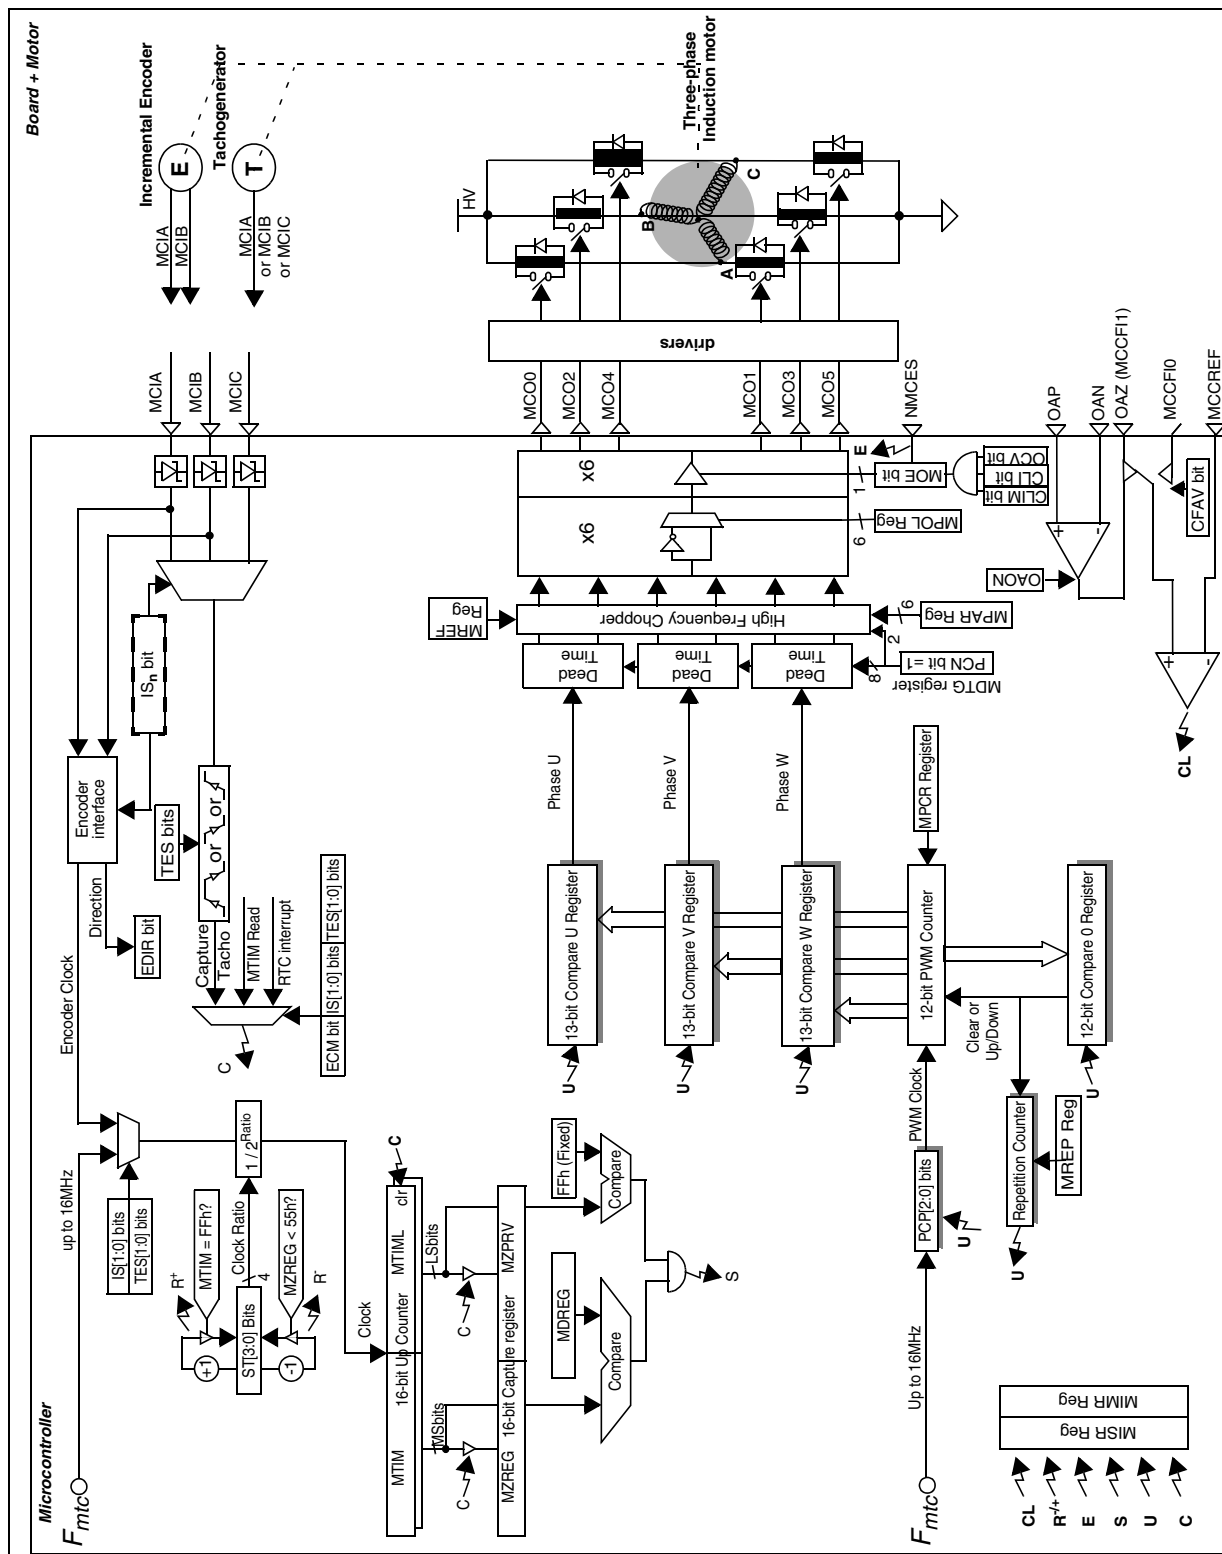 Board + Motor
Microcontroller
Incremental Encoder
E
Tachogenerator
T
MCIA
MCIB
MCIA
or MCIB
or MCIC
Three-phase
Induction motor
HV
A
B
C
drivers
MCIA
MCIB
MCIC
MCO0
MCO2
MCO4
MCO1
MCO3
MCO5
NMCES
OAP
OAN
OAZ (MCCFI1)
MCCFI0
MCCREF
x6
x6
E
1
MOE bit
CLIM bit
CLI bit
OCV bit
6
MPOL Reg
CFAV bit
OAON
+
-
+
-
CL
MREF
Reg
High Frequency Chopper
6
MPAR Reg
2
Dead
Time
Dead
Time
Dead
Time
8
PCN bit = 1
MDTG register
ISn bit
Encoder
interface
TES bits
or
or
Encoder Clock
Direction
EDIR bit
Capture
Tacho
MTIM Read
RTC interrupt
C
ECM bit
IS[1:0] bits
TES[1:0] bits
Phase U
Phase V
Phase W
13-bit Compare U Register
13-bit Compare V Register
13-bit Compare W Register
U
U
U
MPCR Register
12-bit PWM Counter
12-bit Compare 0 Register
U
Clear or
Up/Down
PWM Clock
Repetition Counter
MREP Reg
U
PCP[2:0] bits
U
Up to 16MHz
Fmtc
up to 16MHz
Fmtc
IS[1:0] bits
TES[1:0] bits
1 / 2Ratio
Clock Ratio
4
MTIM = FFh?
MZREG < 55h?
R+
R-
+1
ST[3:0] Bits
-1
Clock
C
MTIM
16-bit Up Counter
MTIML
clr
MSbits
LSbits
C
C
MZREG
16-bit Capture register
MZPRV
MDREG
FFh (Fixed)
Compare
Compare
S
MISR Reg
MIMR Reg
CL
R-/+
E
S
U
C